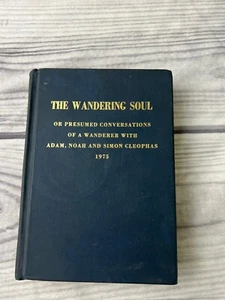 THE WANDERING SOUL
OR PRESUMED CONVERSATIONS
OF A WANDERER WITH
ADAM, NOAH AND SIMON CLEOPHAS
1975